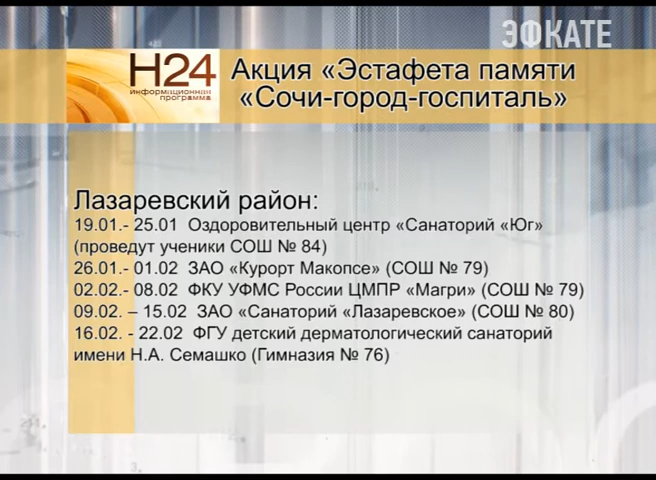 ЭФКАТЕ
Н24
информационная
программа
Акция «Эстафета памяти
«Сочи-город-госпиталь»
Лазаревский район:
19.01.- 25.01 Оздоровительный центр «Санаторий «Юг»
(проведут ученики СОШ № 84)
26.01.- 01.02 ЗАО «Курорт Макопсе» (СОШ № 79)
02.02.- 08.02 ФКУ УФМС России ЦМПР «Магри» (СОШ № 79)
09.02. – 15.02 ЗАО «Санаторий «Лазаревское» (СОШ № 80)
16.02. - 22.02 ФГУ детский дерматологический санаторий
имени Н.А. Семашко (Гимназия № 76)